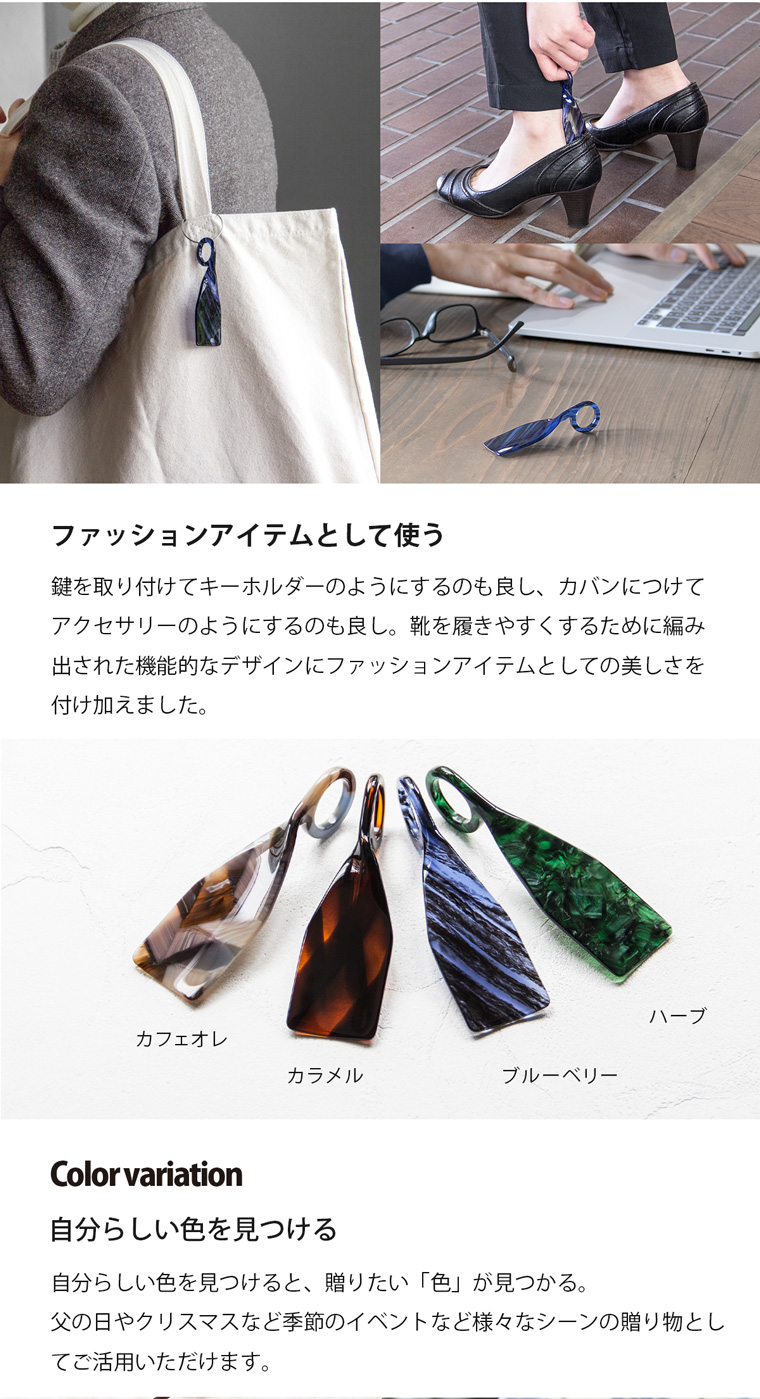 ファッションアイテムとして使う
鍵を取り付けてキーホルダーのようにするのも良し、カバンにつけて
アクセサリーのようにするのも良し。靴を履きやすくするために編み
出された機能的なデザインにファッションアイテムとしての美しさを
付け加えました。
カフェオレ
カラメル
ブルーベリー
ハーブ
Color variation
自分らしい色を見つける
自分らしい色を見つけると、贈りたい「色」が見つかる。
父の日やクリスマスなど季節のイベントなど様々なシーンの贈り物とし
てご活用いただけます。